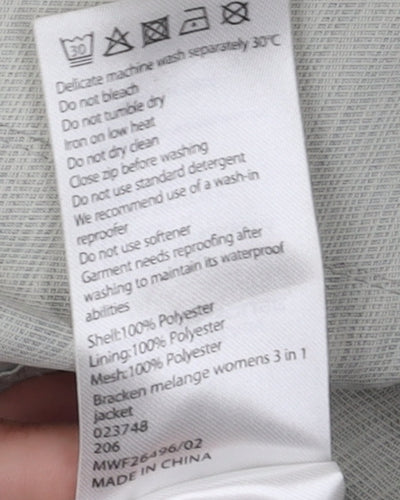 30
Delicate machine wash separately 30°C
Do not bleach
Do not tumble dry
Iron on low heat
Do not dry clean
Close zip before washing
Do not use standard detergent
We recommend use of a wash-in
reproofer
Do not use softener
Garment needs reproofing after
washing to maintain its waterproof
abilities
Shell:100% Polyester
Lining:100% Polyester
Mesh:100% Polyester
Bracken melange womens 3 in 1
jacket
023748
206
MWF26496/02
MADE IN CHINA